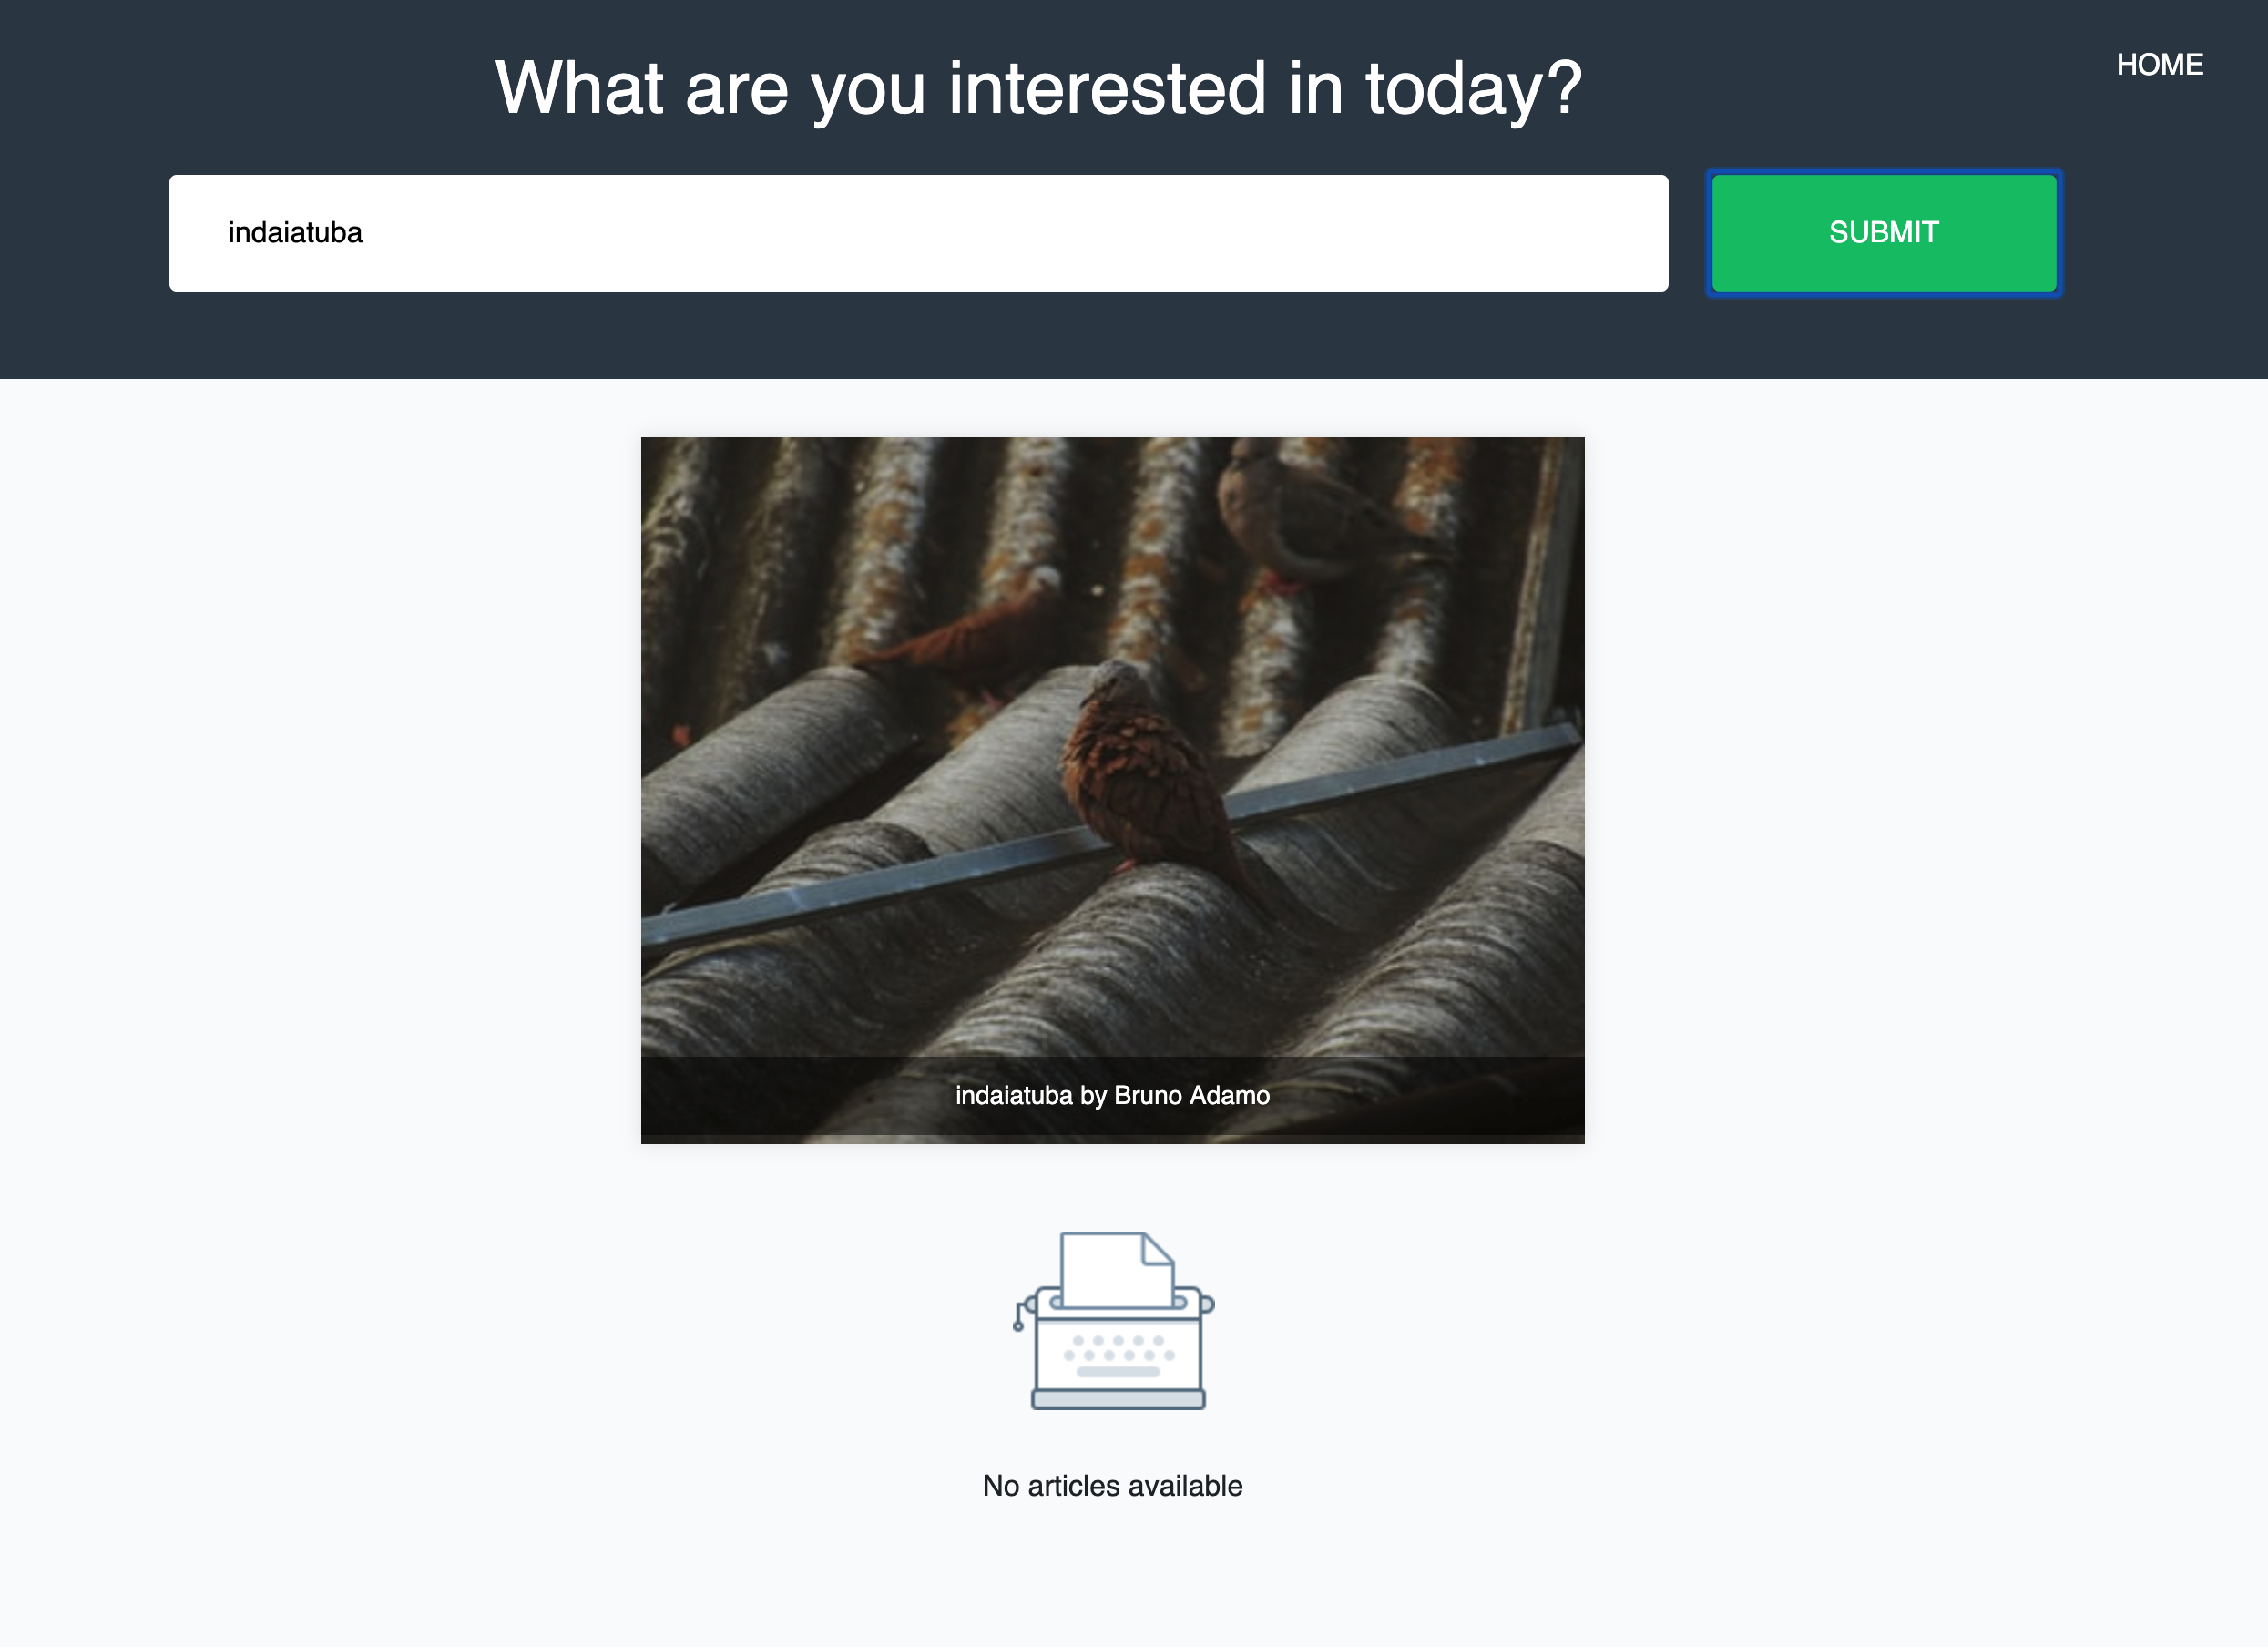 What are you interested in today?
HOME
indaiatuba
SUBMIT
indaiatuba by Bruno Adamo
No articles available